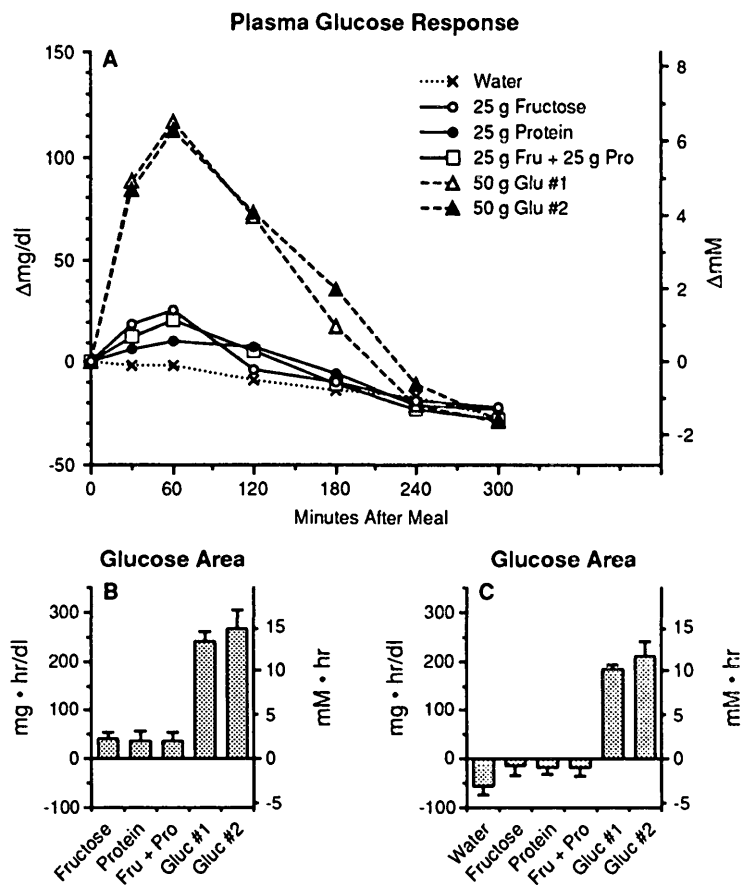 Plasma Glucose Response
A
150
100
50
0
-50
Δmg/dl
8
6
4
2
0
-2
ΔmM
Water
25 g Fructose
25 g Protein
25 g Fru + 25 g Pro
50 g Glu #1
50 g Glu #2
0 60 120 180 240 300
Minutes After Meal
Glucose Area
B
300
200
100
0
-100
mg • hr/dl
15
10
5
0
-5
mM • hr
Fructose
Protein
Fru + Pro
Gluc #1
Gluc #2
Glucose Area
C
300
200
100
0
-100
mg • hr/dl
15
10
5
0
-5
mM • hr
Water
Fructose
Protein
Fru + Pro
Gluc #1
Gluc #2